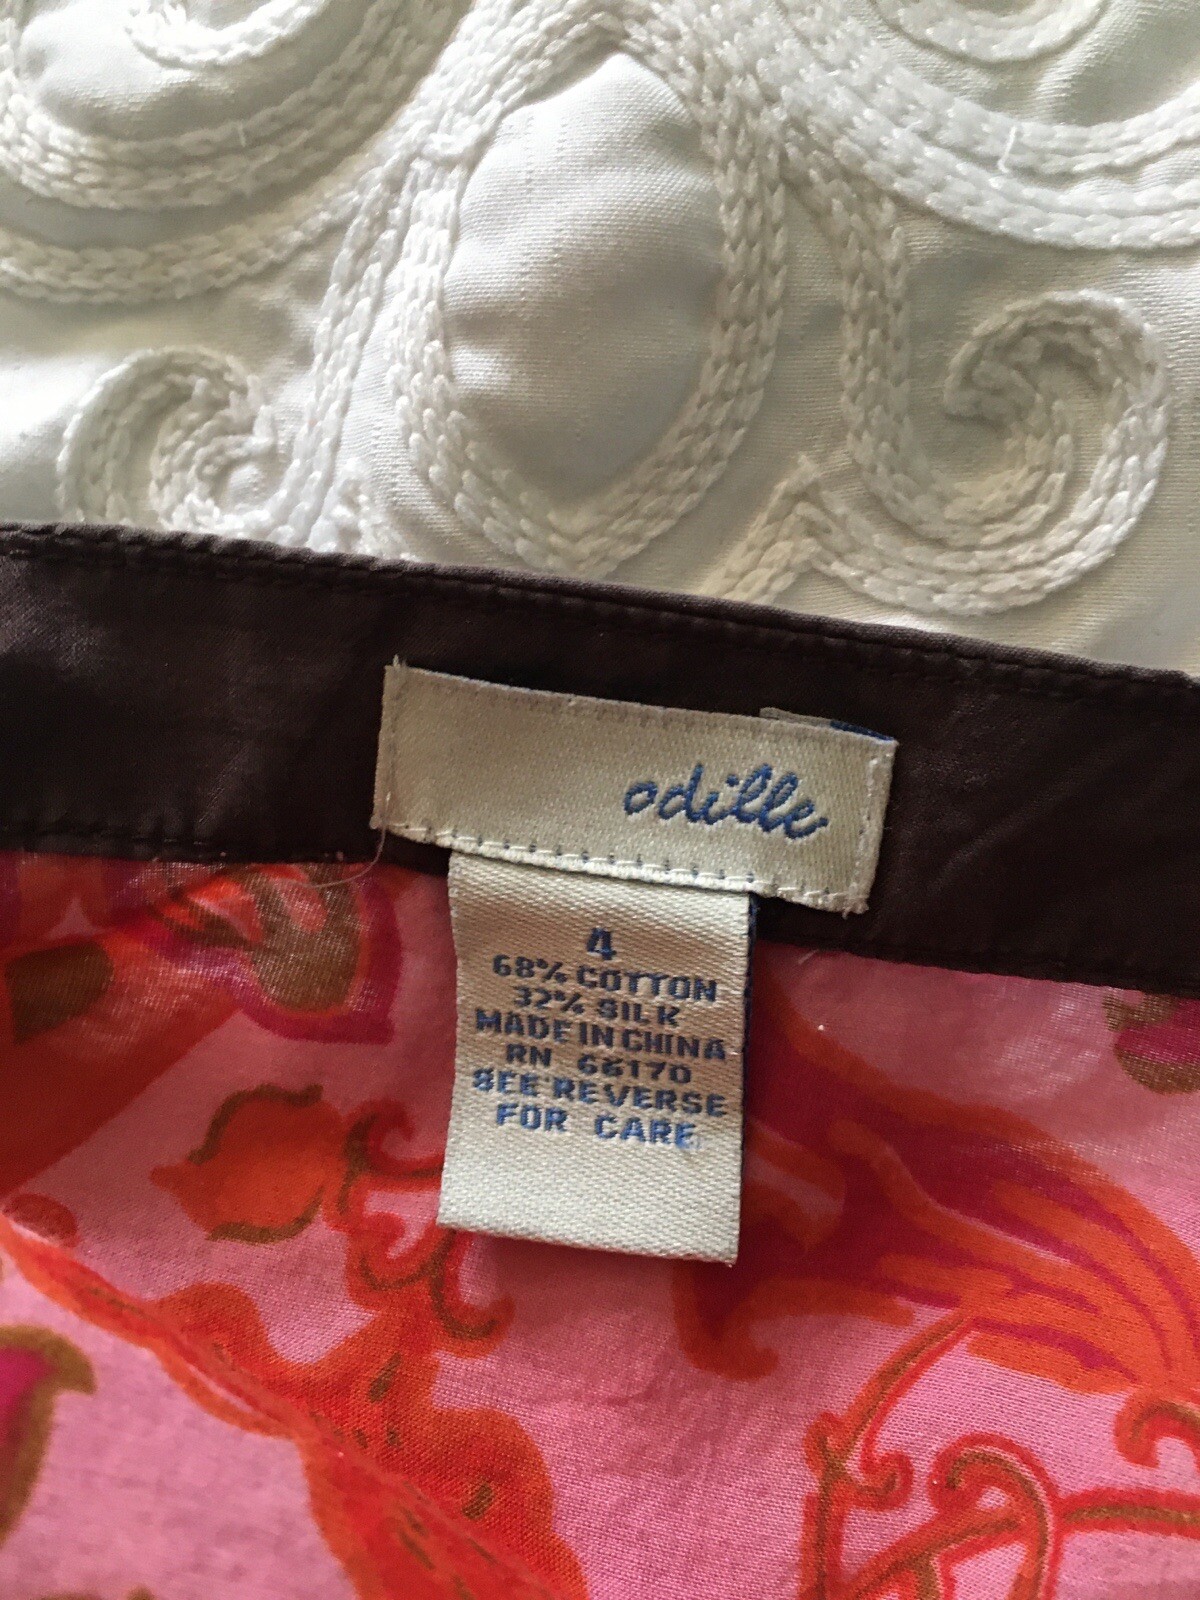 odille
4
68% COTTON
32% SILK
MADE IN CHINA
RN 66170
SEE REVERSE
FOR CARE